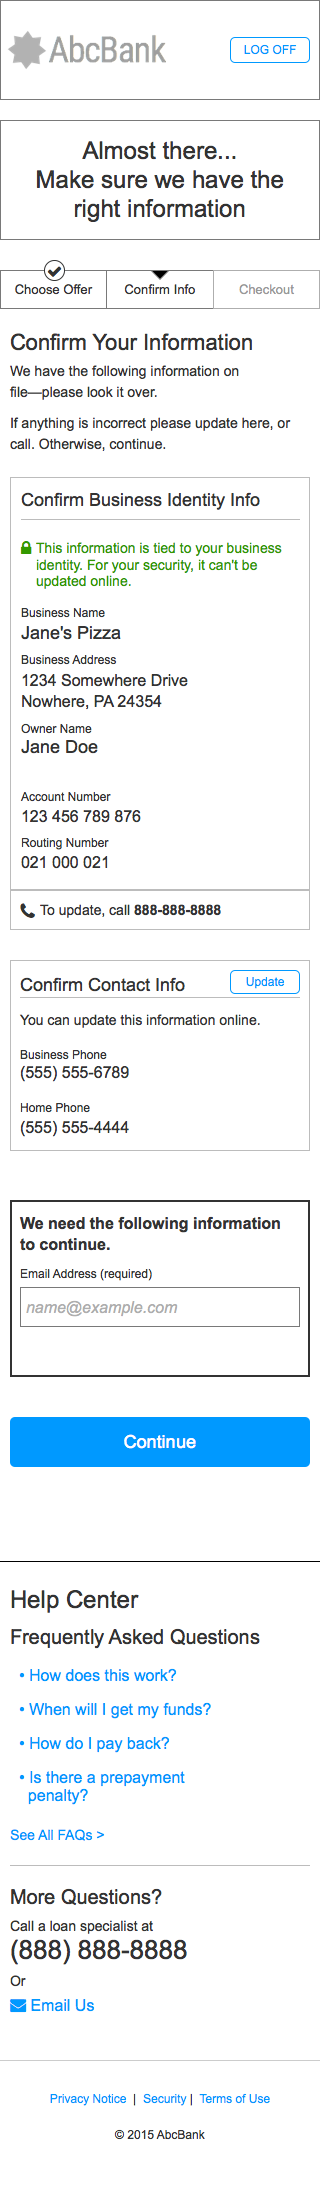 AbcBank
LOG OFF
Almost there...
Make sure we have the
right information
Choose Offer
Confirm Info
Checkout
Confirm Your Information
We have the following information on
file—please look it over.
If anything is incorrect please update here, or
call. Otherwise, continue.
Confirm Business Identity Info
This information is tied to your business
identity. For your security, it can't be
updated online.
Business Name
Jane's Pizza
Business Address
1234 Somewhere Drive
Nowhere, PA 24354
Owner Name
Jane Doe
Account Number
123 456 789 876
Routing Number
021 000 021
To update, call 888-888-8888
Confirm Contact Info
Update
You can update this information online.
Business Phone
(555) 555-6789
Home Phone
(555) 555-4444
We need the following information
to continue.
Email Address (required)
name@example.com
Continue
Help Center
Frequently Asked Questions
• How does this work?
• When will I get my funds?
• How do I pay back?
• Is there a prepayment
penalty?
See All FAQs >
More Questions?
Call a loan specialist at
(888) 888-8888
Or
Email Us
Privacy Notice | Security | Terms of Use
© 2015 AbcBank